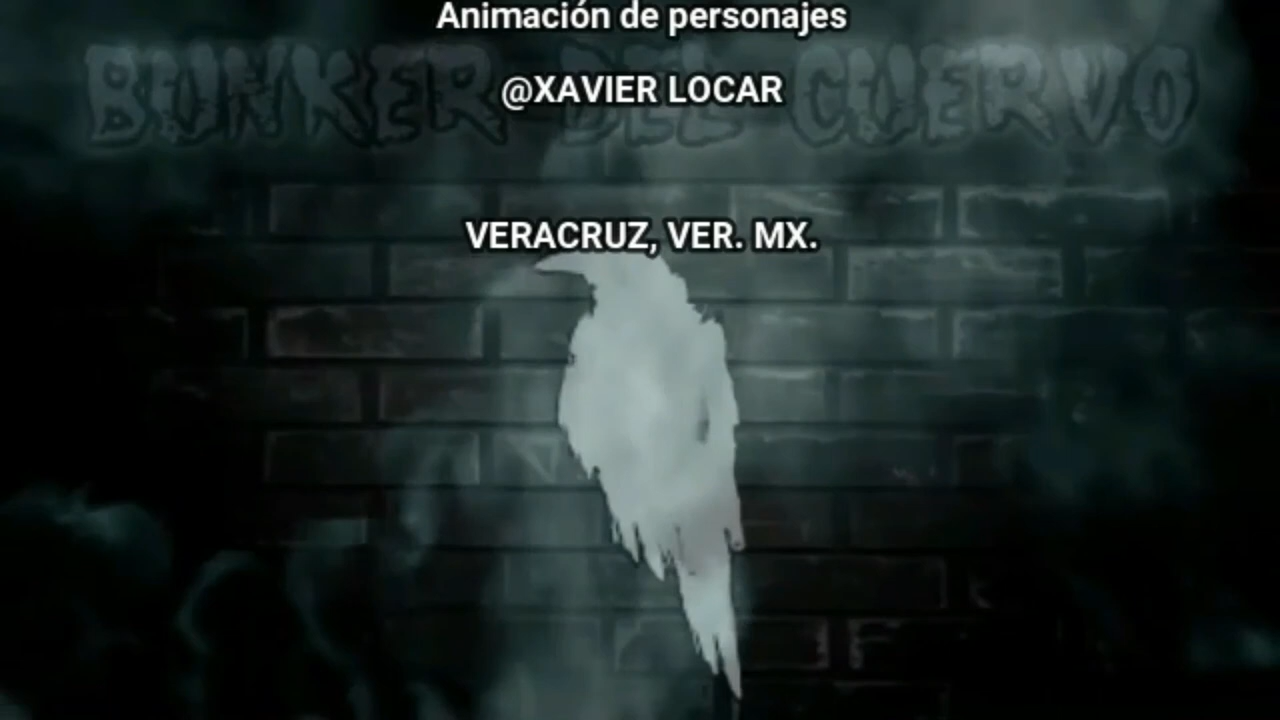 Animación de personajes
BUNKER DEL CUERVO
@XAVIER LOCAR
VERACRUZ, VER. MX.